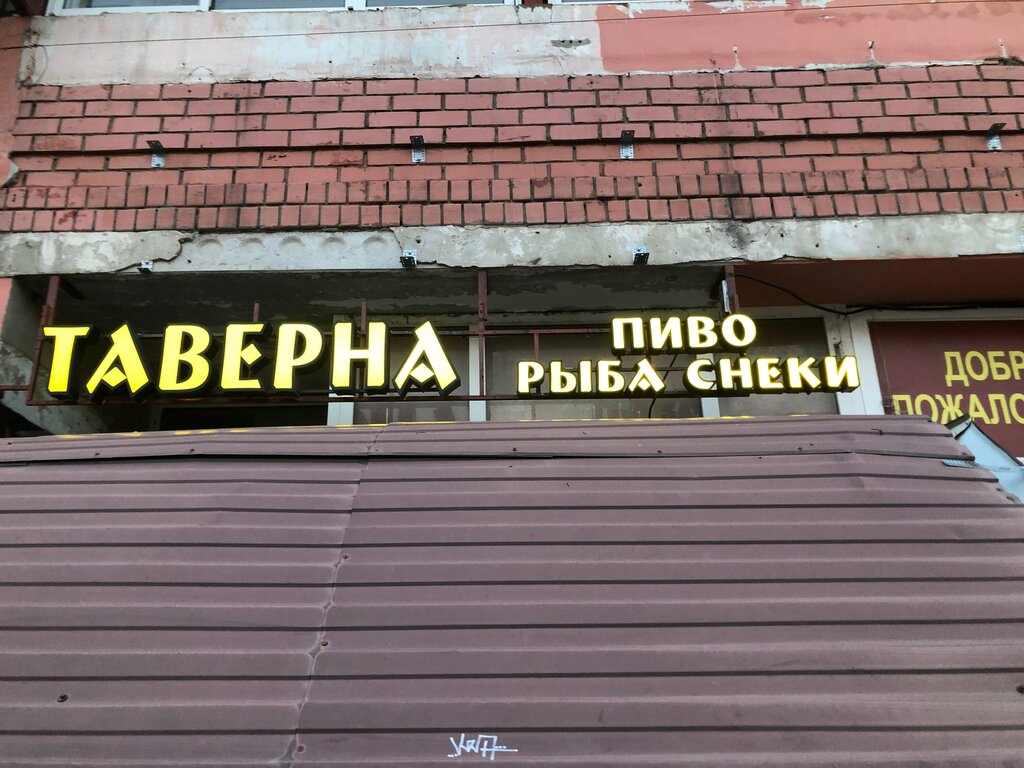 ТАВЕРНА
ПИВО
РЫБА СНЕКИ
ДОБР
ПОЖАЛО